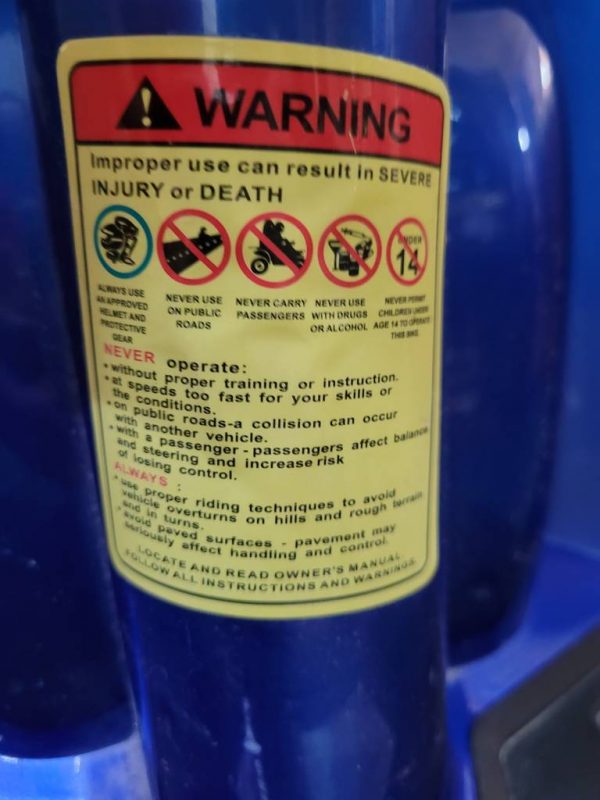 WARNING
Improper use can result in SEVERE
INJURY or DEATH
UNDER
14
ALWAYS USE
AN APPROVED
HELMET AND
PROTECTIVE
GEAR
NEVER USE
ON PUBLIC
ROADS
NEVER CARRY
PASSENGERS
NEVER USE
WITH DRUGS
OR ALCOHOL
NEVER PERMIT
CHILDREN UNDER
AGE 14 TO OPERATE
THIS BIKE
NEVER operate:
• without proper training or instruction.
• at speeds too fast for your skills or
the conditions.
• on public roads-a collision can occur
with another vehicle.
• with a passenger - passengers affect balance
and steering and increase risk
of losing control.
ALWAYS :
• use proper riding techniques to avoid
vehicle overturns on hills and rough terrain
and in turns.
• avoid paved surfaces - pavement may
seriously effect handling and control.
LOCATE AND READ OWNER'S MANUAL.
FOLLOW ALL INSTRUCTIONS AND WARNINGS.